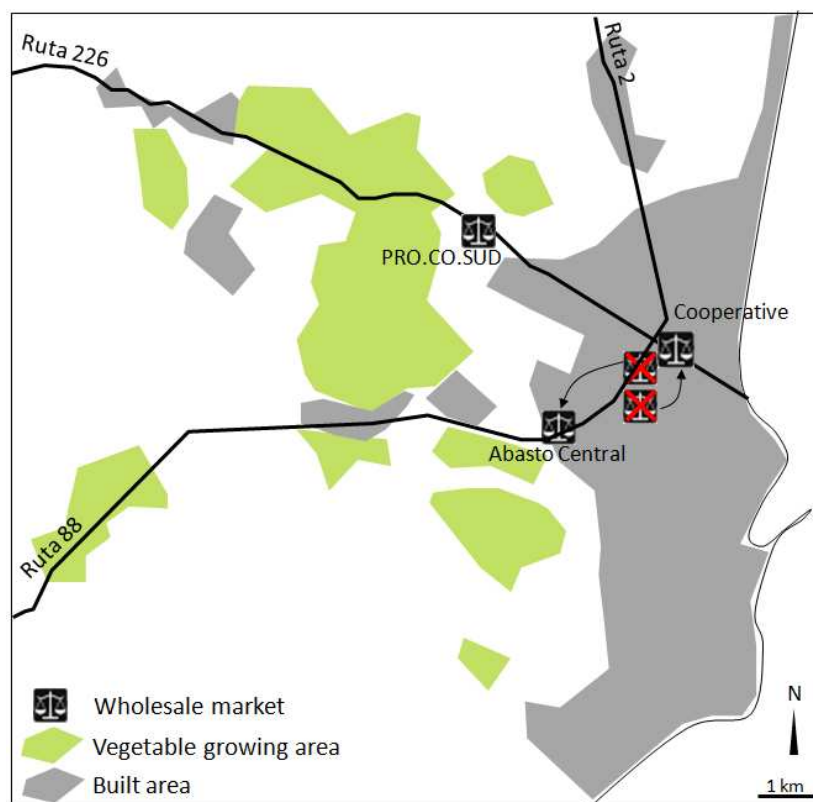 Ruta 226
Ruta 2
PRO.CO.SUD
Cooperative
Abasto Central
Ruta 88
Wholesale market
Vegetable growing area
Built area
N
1 km